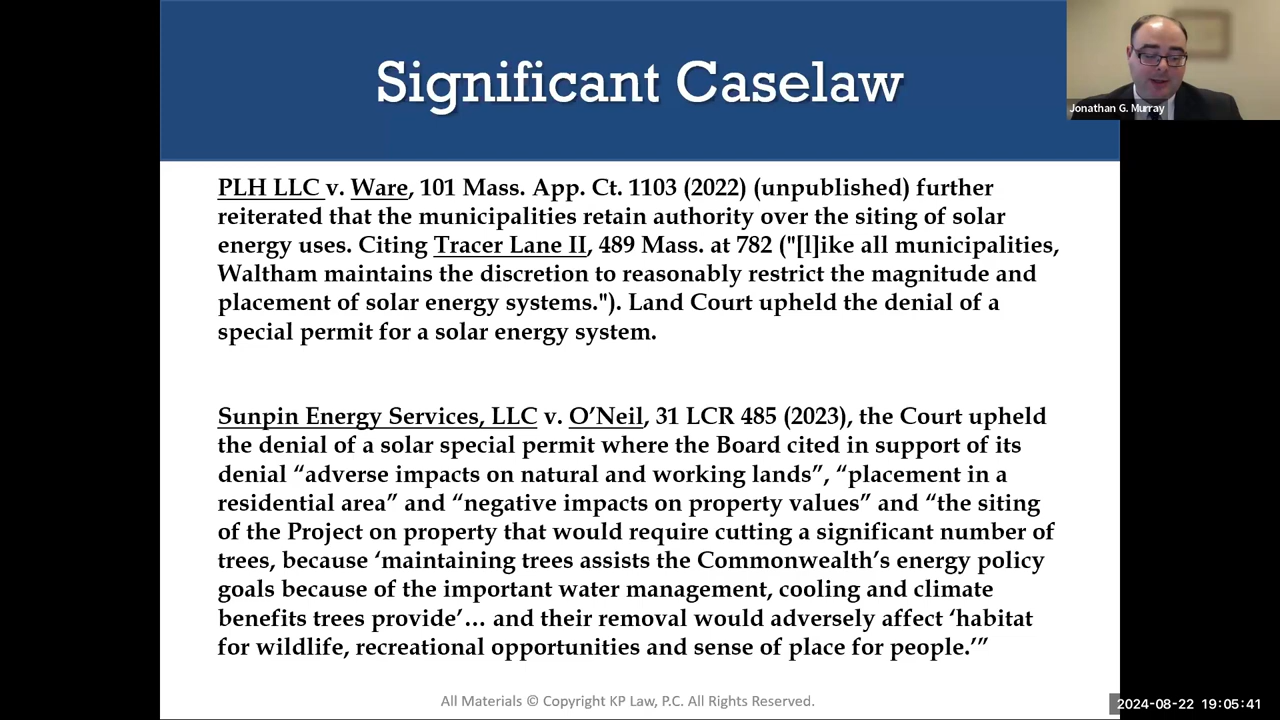 Significant Caselaw
Jonathan G. Murray
PLH LLC v. Ware, 101 Mass. App. Ct. 1103 (2022) (unpublished) further
reiterated that the municipalities retain authority over the siting of solar
energy uses. Citing Tracer Lane II, 489 Mass. at 782 ("[l]ike all municipalities,
Waltham maintains the discretion to reasonably restrict the magnitude and
placement of solar energy systems."). Land Court upheld the denial of a
special permit for a solar energy system.
Sunpin Energy Services, LLC v. O’Neil, 31 LCR 485 (2023), the Court upheld
the denial of a solar special permit where the Board cited in support of its
denial “adverse impacts on natural and working lands”, “placement in a
residential area” and “negative impacts on property values” and “the siting
of the Project on property that would require cutting a significant number of
trees, because ‘maintaining trees assists the Commonwealth’s energy policy
goals because of the important water management, cooling and climate
benefits trees provide’… and their removal would adversely affect ‘habitat
for wildlife, recreational opportunities and sense of place for people.’”
All Materials © Copyright KP Law, P.C. All Rights Reserved.
2024-08-22 19:05:41